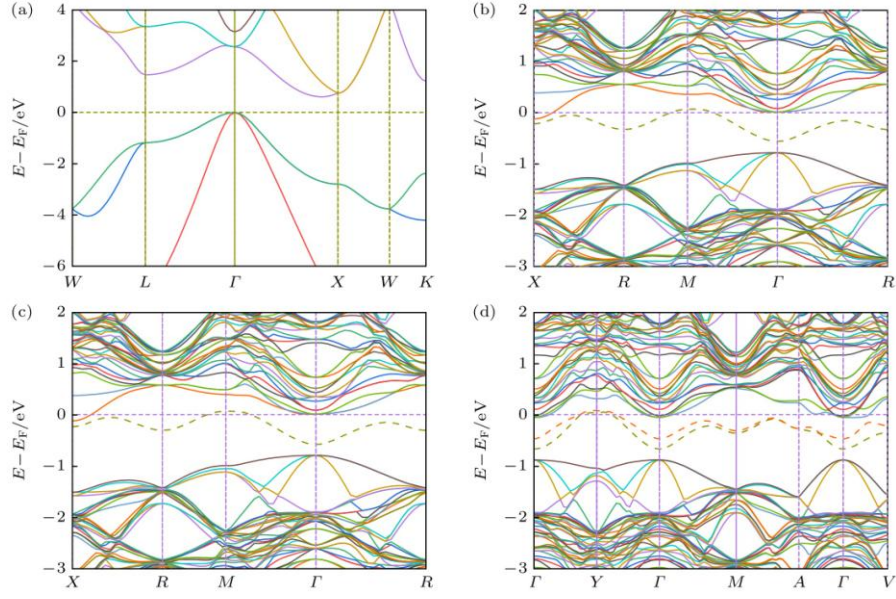 (a)
4
2
0
−2
−4
−6
E−E_F/eV
W L Γ X W K
(b)
2
1
0
−1
−2
−3
E−E_F/eV
X R M Γ R
(c)
2
1
0
−1
−2
−3
E−E_F/eV
X R M Γ R
(d)
2
1
0
−1
−2
−3
E−E_F/eV
Γ Y Γ M A Γ V